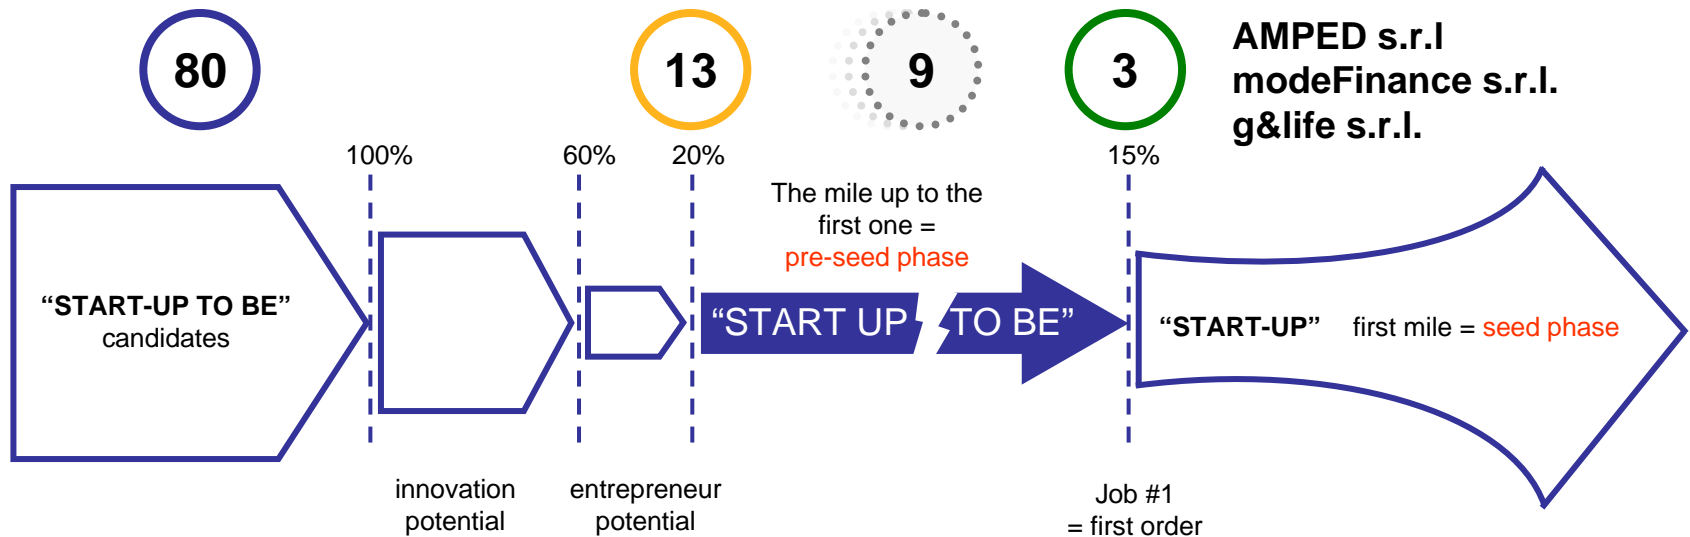 80
13
9
3
AMPED s.r.l
modeFinance s.r.l.
g&life s.r.l.
100%
60%
20%
15%
The mile up to the
first one =
pre-seed phase
“START-UP TO BE”
candidates
“START UP TO BE”
“START-UP” first mile = seed phase
innovation
potential
entrepreneur
potential
Job #1
= first order